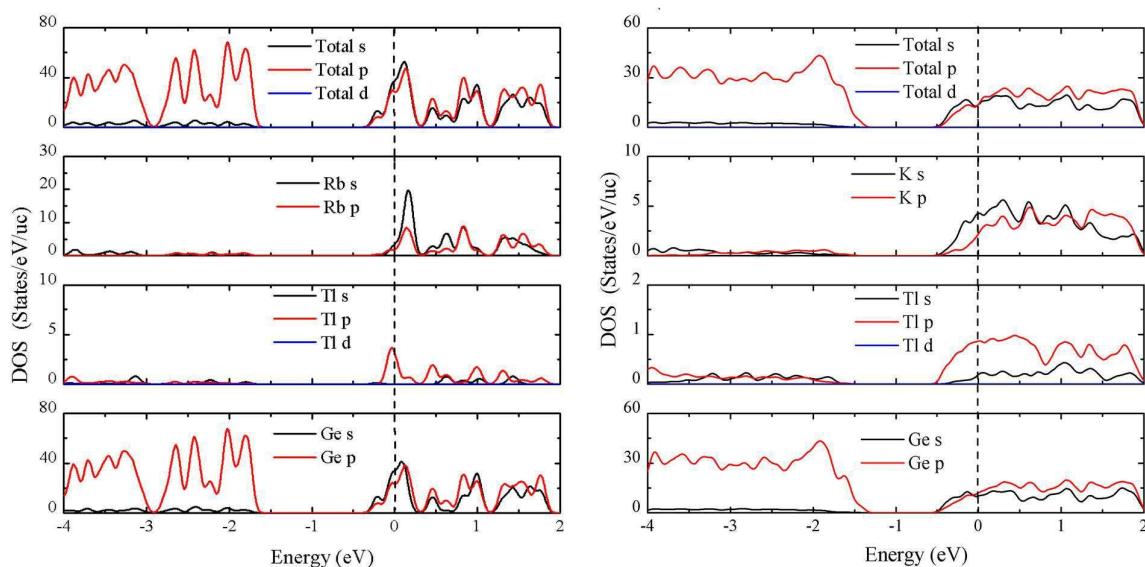 80
40
0
Total s
Total p
Total d
30
20
10
5
0
Rb s
Rb p
10
5
0
Tl s
Tl p
Tl d
80
40
0
Ge s
Ge p
-4 -3 -2 -1 0 1 2
Energy (eV)
DOS (States/eV/uc)
60
30
0
Total s
Total p
Total d
10
5
0
K s
K p
2
1
0
Tl s
Tl p
Tl d
60
30
0
Ge s
Ge p
-4 -3 -2 -1 0 1 2
Energy (eV)
DOS (States/eV/uc)